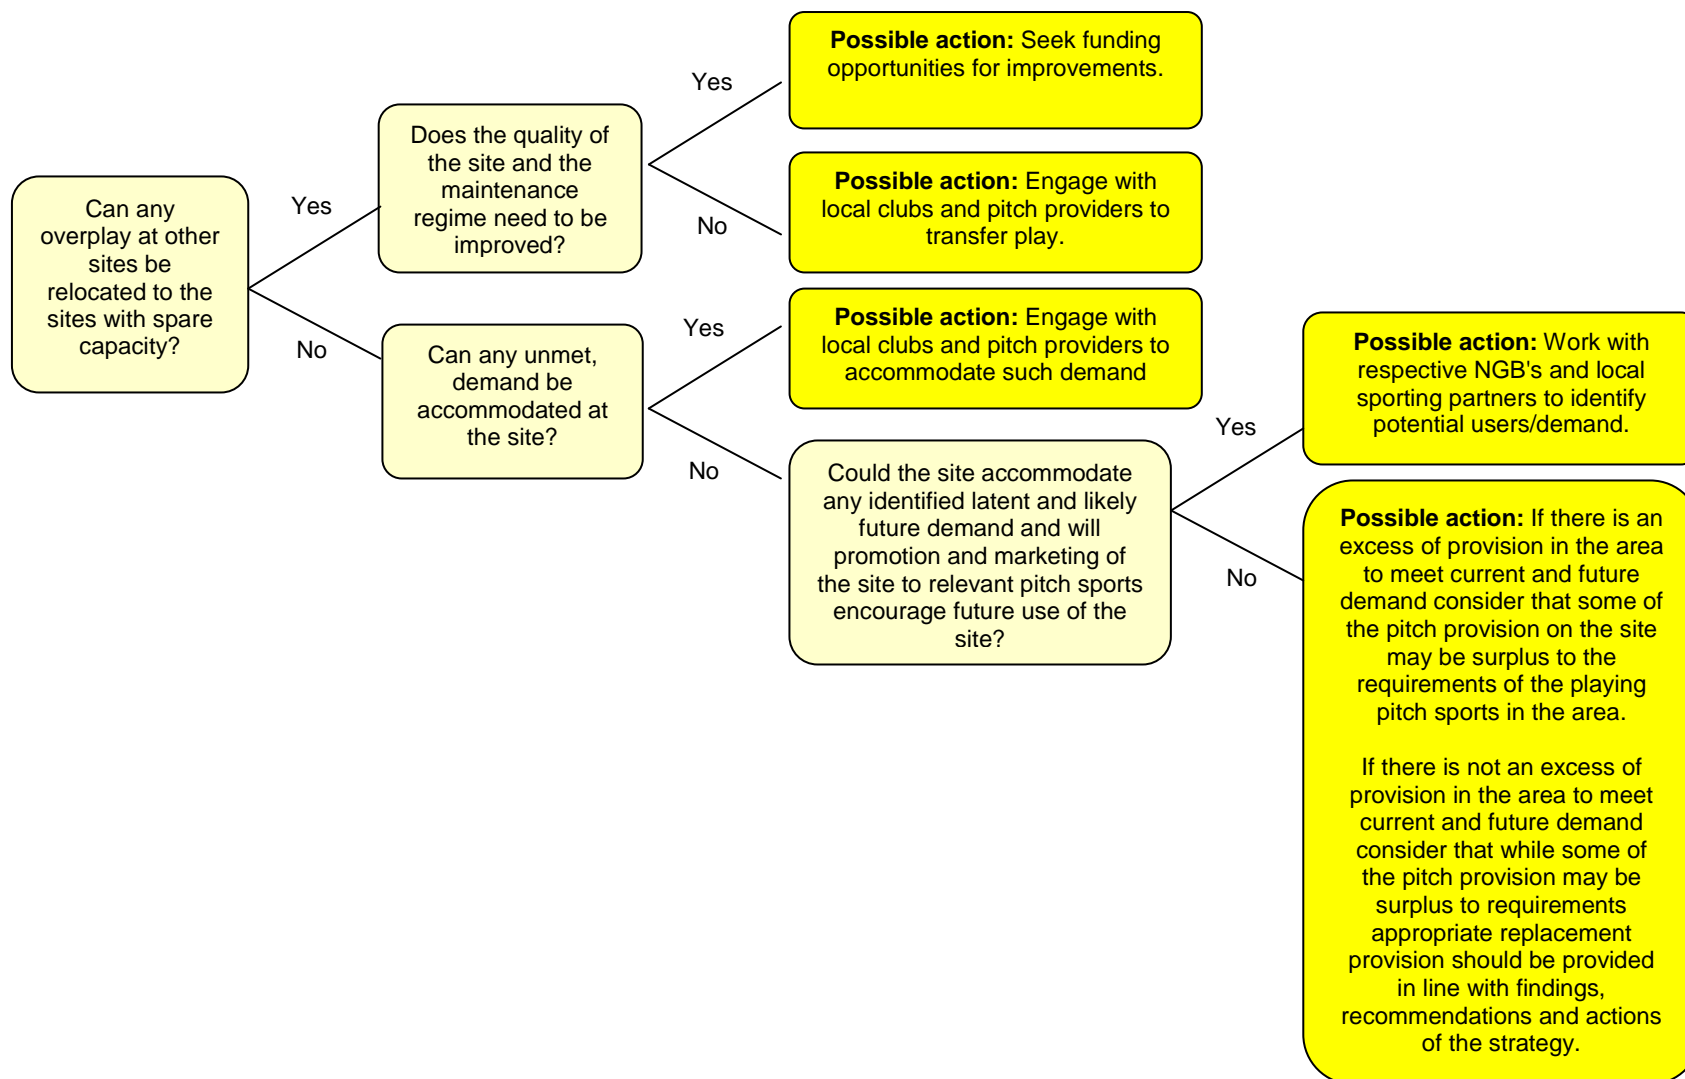 Can any
overplay at other
sites be
relocated to the
sites with spare
capacity?
Yes
No
Does the quality of
the site and the
maintenance
regime need to be
improved?
Yes
No
Possible action: Seek funding
opportunities for improvements.
Possible action: Engage with
local clubs and pitch providers to
transfer play.
Can any unmet,
demand be
accommodated at
the site?
Yes
No
Possible action: Engage with
local clubs and pitch providers to
accommodate such demand
Could the site accommodate
any identified latent and likely
future demand and will
promotion and marketing of
the site to relevant pitch sports
encourage future use of the
site?
Yes
No
Possible action: Work with
respective NGB's and local
sporting partners to identify
potential users/demand.
Possible action: If there is an
excess of provision in the area
to meet current and future
demand consider that some of
the pitch provision on the site
may be surplus to the
requirements of the playing
pitch sports in the area.
If there is not an excess of
provision in the area to meet
current and future demand
consider that while some of
the pitch provision may be
surplus to requirements
appropriate replacement
provision should be provided
in line with findings,
recommendations and actions
of the strategy.